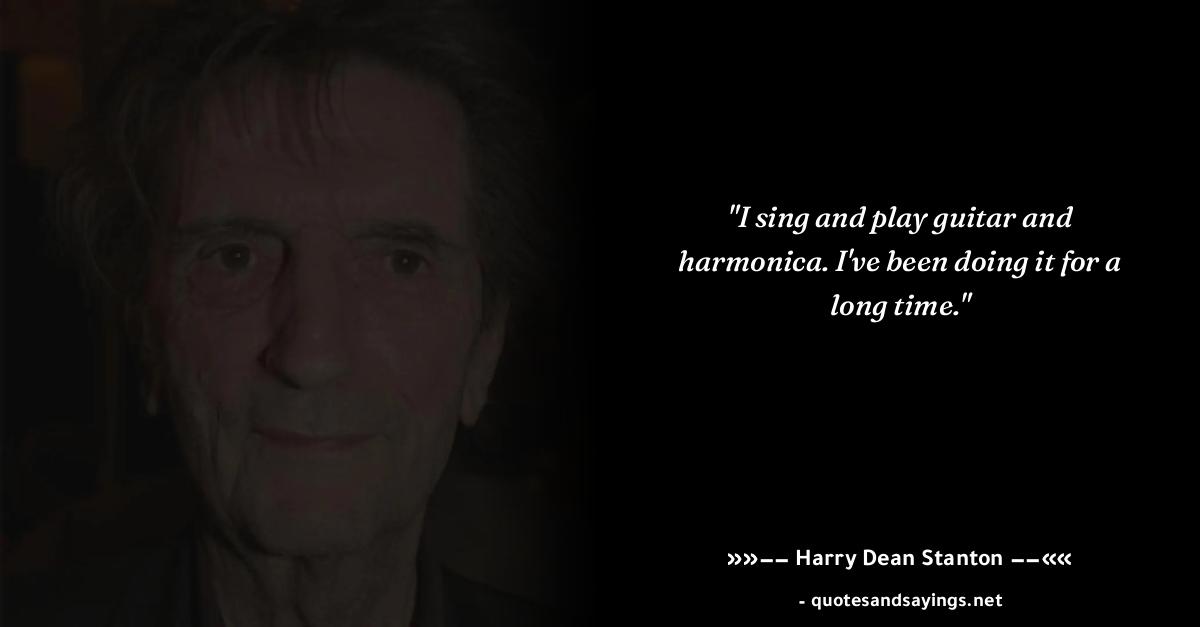 "I sing and play guitar and
harmonica. I've been doing it for a
long time."
»»–– Harry Dean Stanton ––««
- quotesandsayings.net